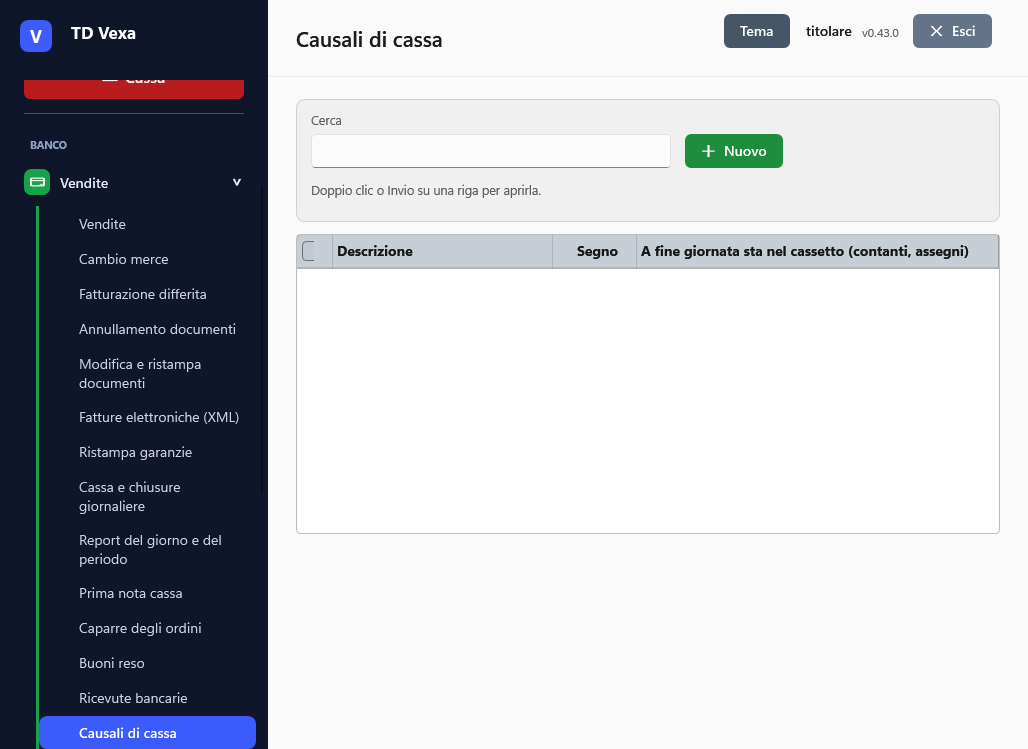 V TD Vexa
Cassa
BANCO
Vendite
Vendite
Cambio merce
Fatturazione differita
Annullamento documenti
Modifica e ristampa
documenti
Fatture elettroniche (XML)
Ristampa garanzie
Cassa e chiusure
giornaliere
Report del giorno e del
periodo
Prima nota cassa
Caparre degli ordini
Buoni reso
Ricevute bancarie
Causali di cassa
Causali di cassa
Tema titolare v0.43.0 Esci
Cerca
Nuovo
Doppio clic o Invio su una riga per aprirla.
Descrizione Segno A fine giornata sta nel cassetto (contanti, assegni)